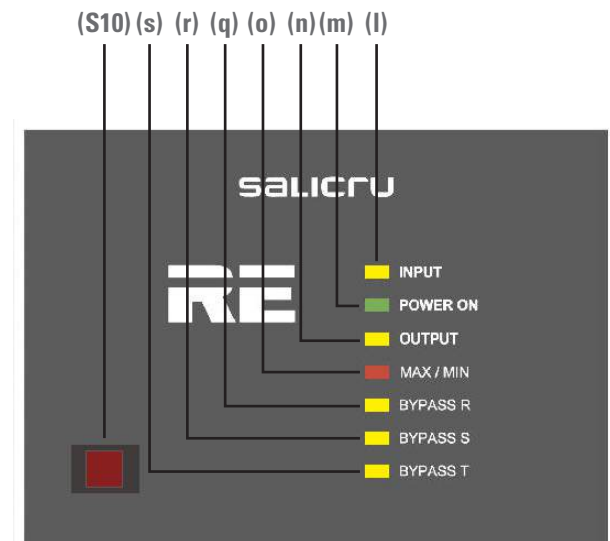 (S10) (s) (r) (q) (o) (n) (m) (l)
salicru
RE
INPUT
POWER ON
OUTPUT
MAX / MIN
BYPASS R
BYPASS S
BYPASS T